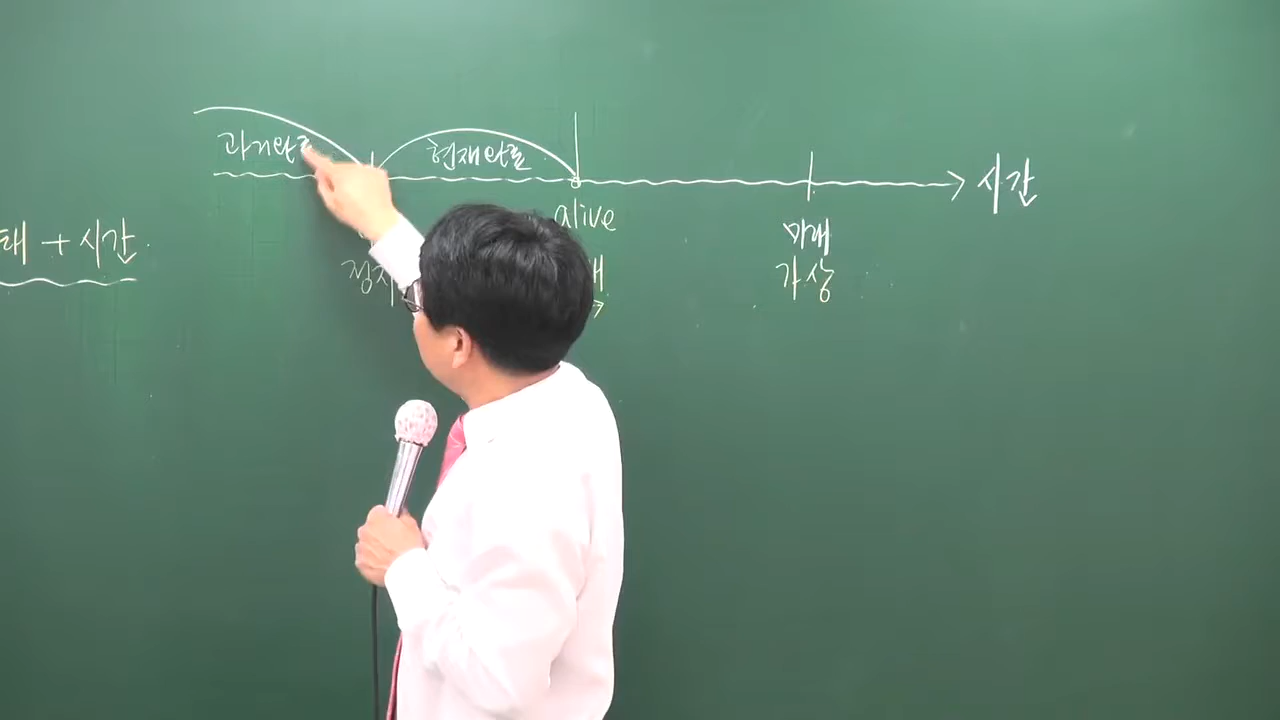 과거완료 현재완료
시간
alive
태 + 시간
미래
가상